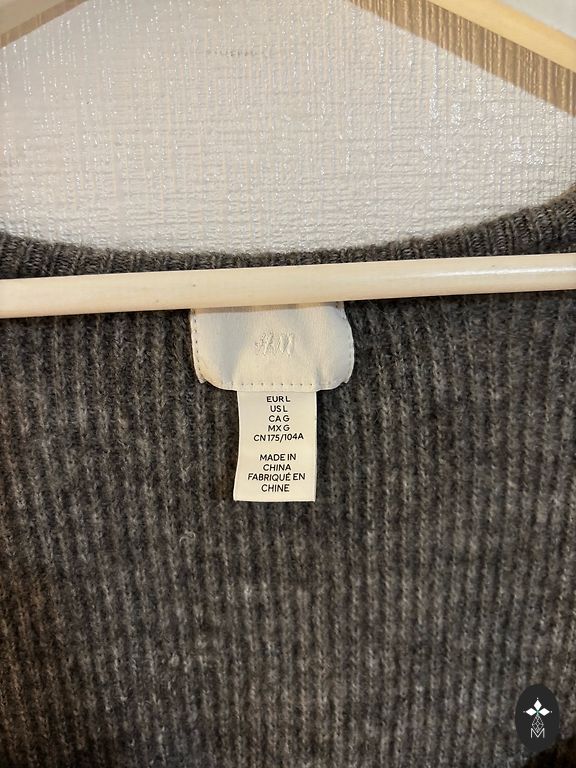 H&M
EUR L
US L
CA G
MX G
CN 175/104A
MADE IN
CHINA
FABRIQUÉ EN
CHINE
M